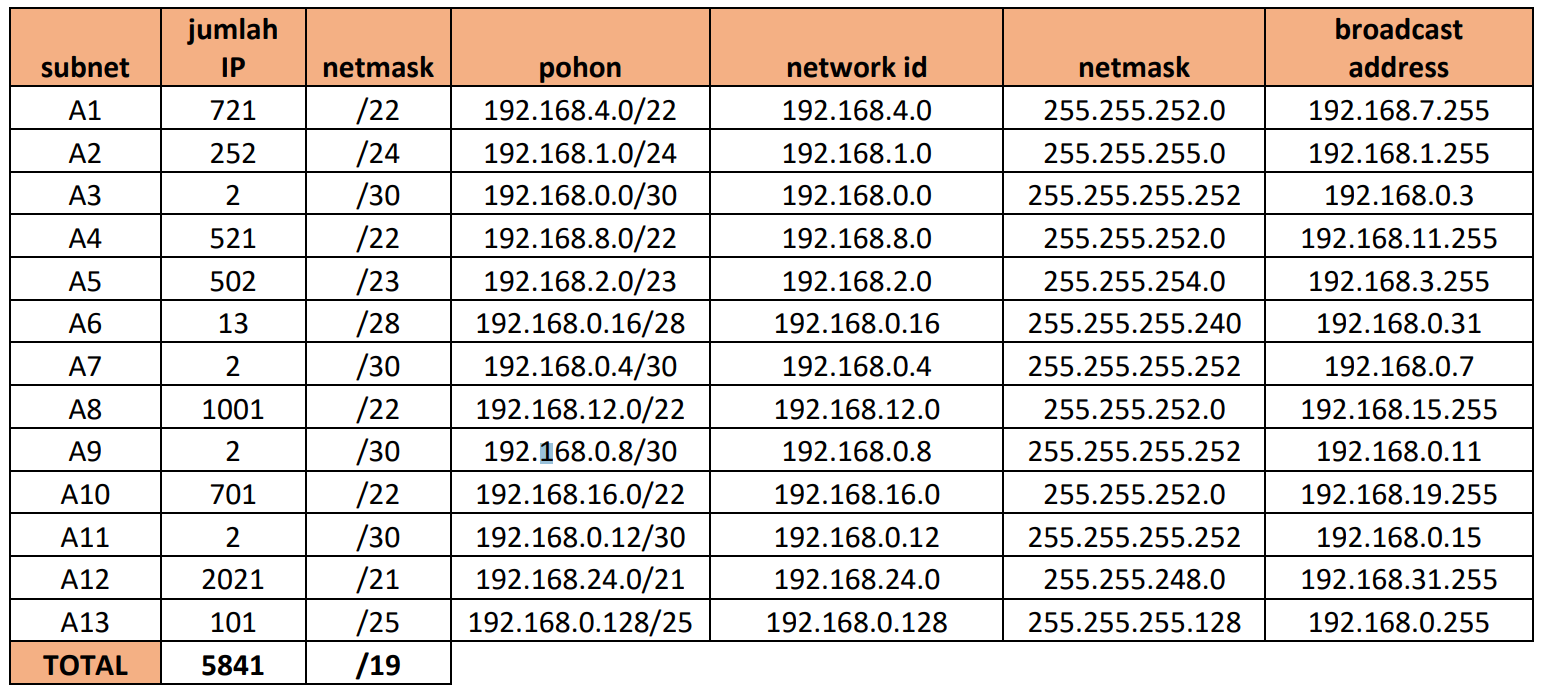 subnet jumlah IP netmask pohon network id netmask broadcast address
A1 721 /22 192.168.4.0/22 192.168.4.0 255.255.252.0 192.168.7.255
A2 252 /24 192.168.1.0/24 192.168.1.0 255.255.255.0 192.168.1.255
A3 2 /30 192.168.0.0/30 192.168.0.0 255.255.255.252 192.168.0.3
A4 521 /22 192.168.8.0/22 192.168.8.0 255.255.252.0 192.168.11.255
A5 502 /23 192.168.2.0/23 192.168.2.0 255.255.254.0 192.168.3.255
A6 13 /28 192.168.0.16/28 192.168.0.16 255.255.255.240 192.168.0.31
A7 2 /30 192.168.0.4/30 192.168.0.4 255.255.255.252 192.168.0.7
A8 1001 /22 192.168.12.0/22 192.168.12.0 255.255.252.0 192.168.15.255
A9 2 /30 192.168.0.8/30 192.168.0.8 255.255.255.252 192.168.0.11
A10 701 /22 192.168.16.0/22 192.168.16.0 255.255.252.0 192.168.19.255
A11 2 /30 192.168.0.12/30 192.168.0.12 255.255.255.252 192.168.0.15
A12 2021 /21 192.168.24.0/21 192.168.24.0 255.255.248.0 192.168.31.255
A13 101 /25 192.168.0.128/25 192.168.0.128 255.255.255.128 192.168.0.255
TOTAL 5841 /19